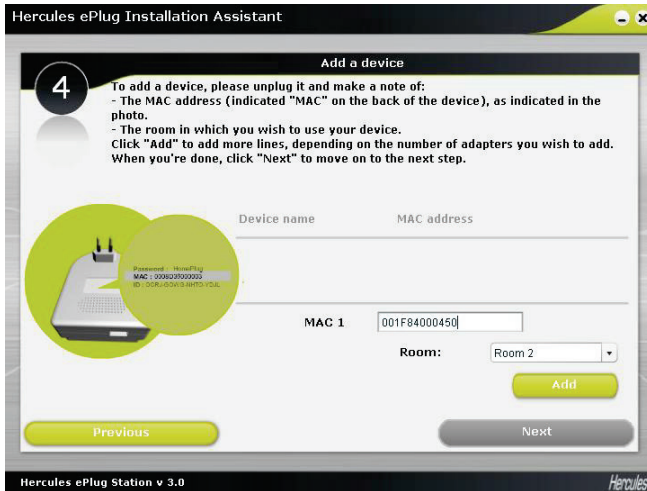 Hercules ePlug Installation Assistant
Add a device
4
To add a device, please unplug it and make a note of:
- The MAC address (indicated "MAC" on the back of the device), as indicated in the
photo.
- The room in which you wish to use your device.
Click "Add" to add more lines, depending on the number of adapters you wish to add.
When you're done, click "Next" to move on to the next step.
Device name MAC address
Password : HomePlug
MAC :
ID :
MAC 1 001F84000450
Room: Room 2
Add
Previous Next
Hercules ePlug Station v 3.0 Hercules